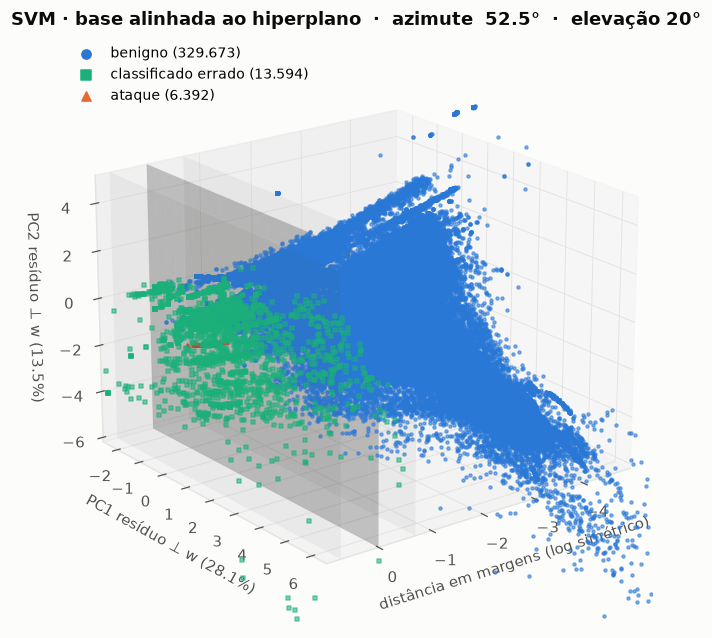 SVM · base alinhada ao hiperplano · azimute 52.5° · elevação 20°
benigno (329.673)
classificado errado (13.594)
ataque (6.392)
4
2
0
−2
−4
−6
PC2 resíduo ⊥ w (13.5%)
−2
−1
0
1
2
3
4
5
6
PC1 resíduo ⊥ w (28.1%)
0
−1
−2
−3
−4
distância em margens (log simétrico)